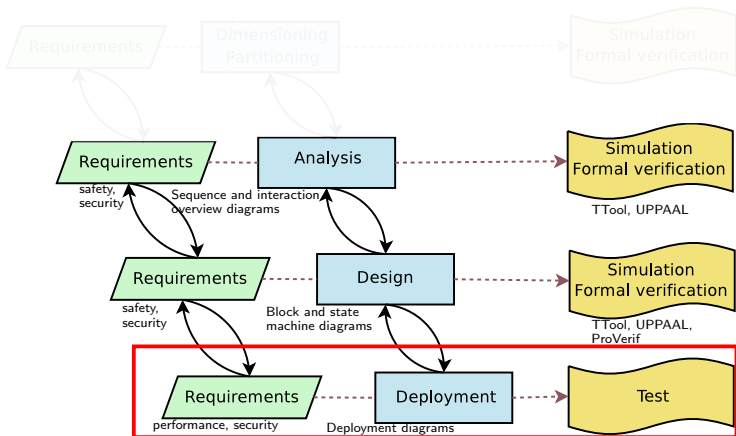 Requirements
Dimensioning
Partitioning
Simulation
Formal verification
Requirements
Analysis
Simulation
Formal verification
safety,
security
Sequence and interaction
overview diagrams
TTool, UPPAAL
Requirements
Design
Simulation
Formal verification
safety,
security
Block and state
machine diagrams
TTool, UPPAAL,
ProVerif
Requirements
Deployment
Test
performance, security
Deployment diagrams